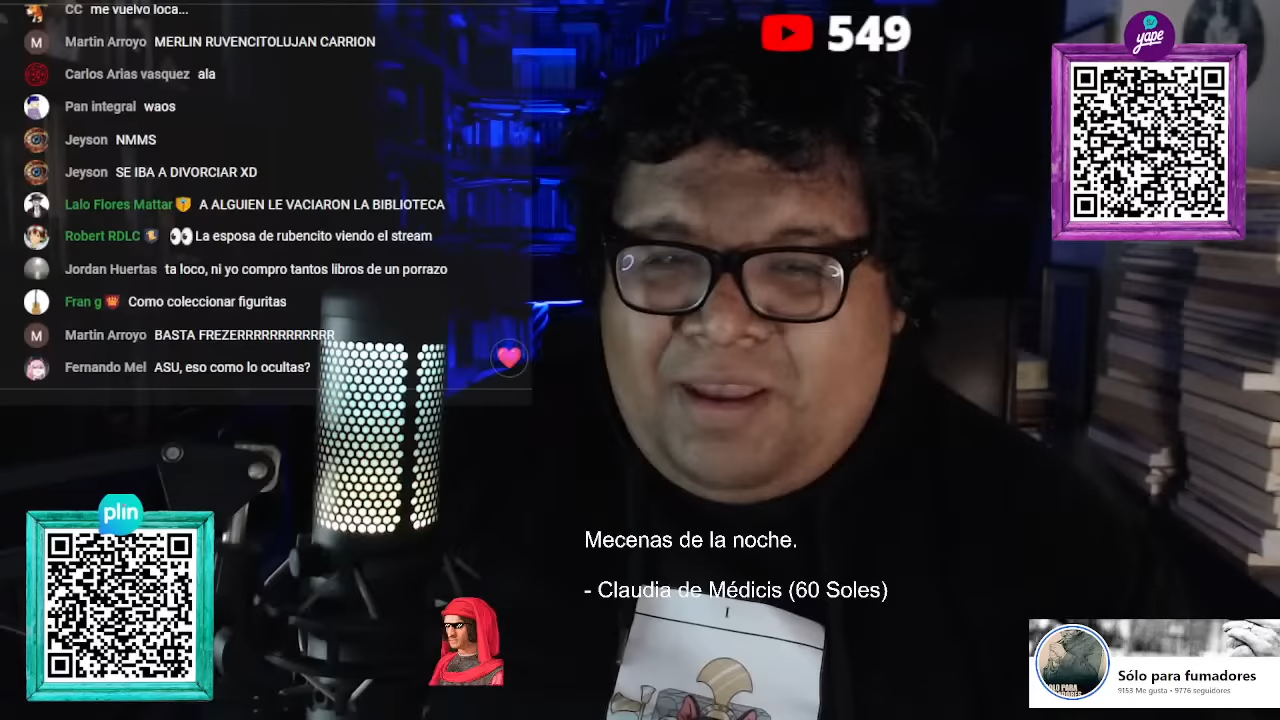 CC me vuelvo loca...
M Martin Arroyo MERLIN RUVENCITOLUJAN CARRION
Carlos Arias vasquez ala
Pan integral waos
Jeyson NMMS
Jeyson SE IBA A DIVORCIAR XD
Lalo Flores Mattar A ALGUIEN LE VACIARON LA BIBLIOTECA
Robert RDLC 👀La esposa de rubencito viendo el stream
Jordan Huertas ta loco, ni yo compro tantos libros de un porrazo
Fran g Como coleccionar figuritas
M Martin Arroyo BASTA FREZERRRRRRRRRRR
Fernando Mel ASU, eso como lo ocultas?
549
yape
plin
Mecenas de la noche.
- Claudia de Médicis (60 Soles)
I
Sólo para fumadores
9153 Me gusta • 9776 seguidores